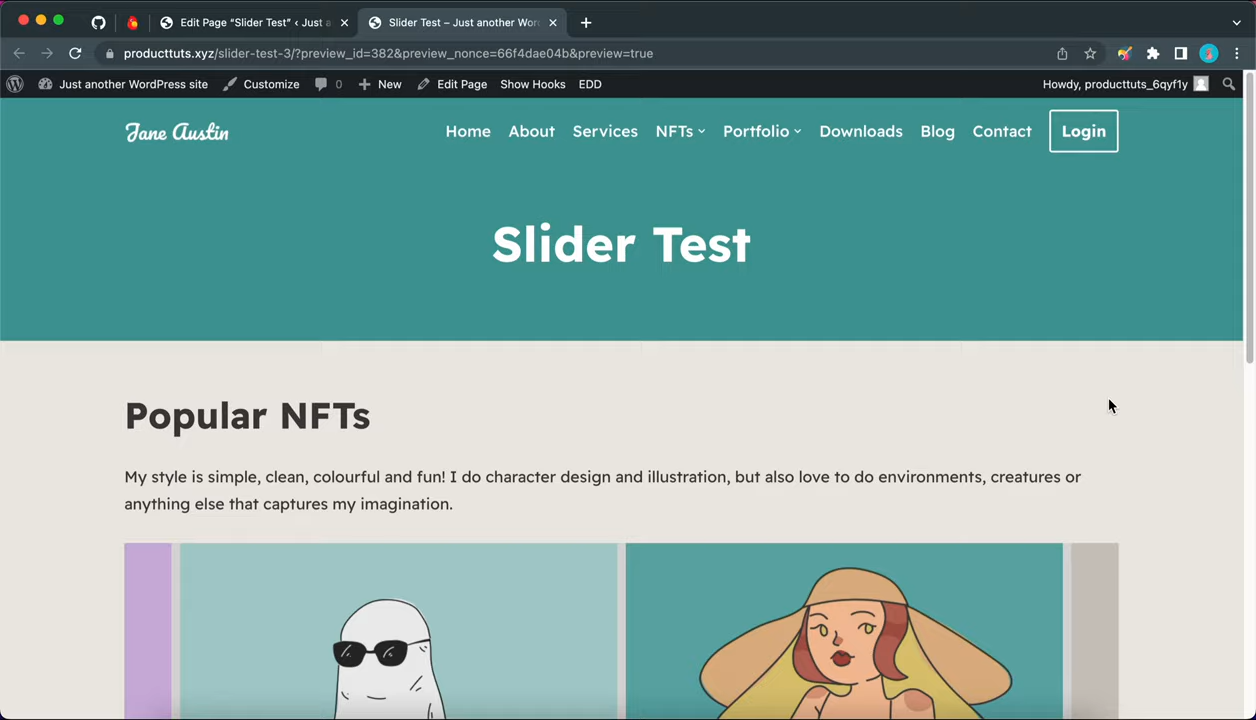 Edit Page “Slider Test” ‹ Just a
Slider Test – Just another Wor
producttuts.xyz/slider-test-3/?preview_id=382&preview_nonce=66f4dae04b&preview=true
Just another WordPress site Customize 0 New Edit Page Show Hooks EDD Howdy, producttuts_6qyf1y
Jane Austin Home About Services NFTs Portfolio Downloads Blog Contact Login
Slider Test
Popular NFTs
My style is simple, clean, colourful and fun! I do character design and illustration, but also love to do environments, creatures or
anything else that captures my imagination.